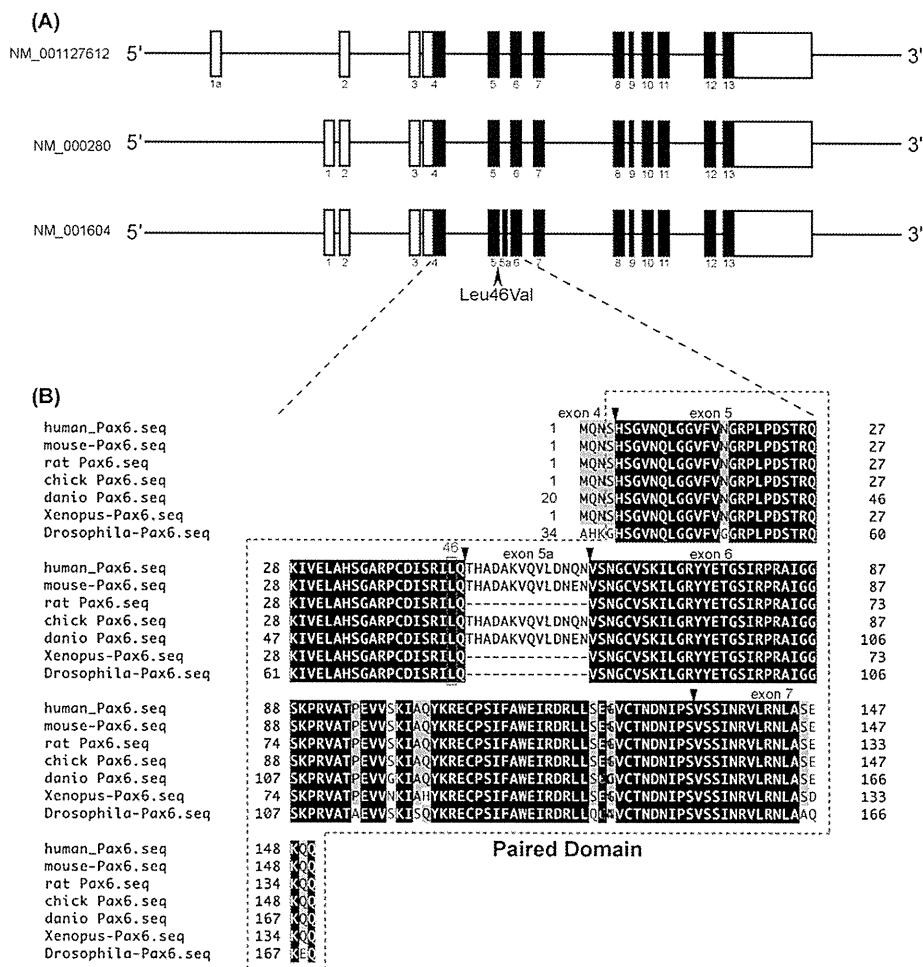 (A)
NM_001127612 5' 3'
1a 2 3 4 5 6 7 8 9 10 11 12 13
NM_000280 5' 3'
1 2 3 4 5 6 7 8 9 10 11 12 13
NM_001604 5' 3'
1 2 3 4 5 5a 6 7 8 9 10 11 12 13
Leu46Val
(B)
exon 4 exon 5
human_Pax6.seq 1 MQNSHSGVNQLGGVFVNGRPLPDSTRQ 27
mouse-Pax6.seq 1 MQNSHSGVNQLGGVFVNGRPLPDSTRQ 27
rat Pax6.seq 1 MQNSHSGVNQLGGVFVNGRPLPDSTRQ 27
chick Pax6.seq 1 MQNSHSGVNQLGGVFVNGRPLPDSTRQ 27
danio Pax6.seq 20 MQNSHSGVNQLGGVFVNGRPLPDSTRQ 46
Xenopus-Pax6.seq 1 MQNSHSGVNQLGGVFVNGRPLPDSTRQ 27
Drosophila-Pax6.seq 34 AHKGHSGVNQLGGVFVGGRPLPDSTRQ 60
46 exon 5a exon 6
human_Pax6.seq 28 KIVELAHSGARPCDISRILQTHADAKVQVLDNQNVSNGCVSKILGRYYETGSIRPRAIGG 87
mouse-Pax6.seq 28 KIVELAHSGARPCDISRILQTHADAKVQVLDNENVSNGCVSKILGRYYETGSIRPRAIGG 87
rat Pax6.seq 28 KIVELAHSGARPCDISRILQ--------------VSNGCVSKILGRYYETGSIRPRAIGG 73
chick Pax6.seq 28 KIVELAHSGARPCDISRILQTHADAKVQVLDNQNVSNGCVSKILGRYYETGSIRPRAIGG 87
danio Pax6.seq 47 KIVELAHSGARPCDISRILQTHADAKVQVLDNENVSNGCVSKILGRYYETGSIRPRAIGG 106
Xenopus-Pax6.seq 28 KIVELAHSGARPCDISRILQ--------------VSNGCVSKILGRYYETGSIRPRAIGG 73
Drosophila-Pax6.seq 61 KIVELAHSGARPCDISRILQ--------------VSNGCVSKILGRYYETGSIRPRAIGG 106
exon 7
human_Pax6.seq 88 SKPRVATPEVVSKIAQYKRECPSIFAWEIRDRLLSEGVCTNDNIPSVSSINRVLRNLASE 147
mouse-Pax6.seq 88 SKPRVATPEVVSKIAQYKRECPSIFAWEIRDRLLSEGVCTNDNIPSVSSINRVLRNLASE 147
rat Pax6.seq 74 SKPRVATPEVVSKIAQYKRECPSIFAWEIRDRLLSEGVCTNDNIPSVSSINRVLRNLASE 133
chick Pax6.seq 88 SKPRVATPEVVSKIAQYKRECPSIFAWEIRDRLLSEGVCTNDNIPSVSSINRVLRNLASE 147
danio Pax6.seq 107 166
Xenopus-Pax6.seq 74 SKPRVATPEVVNKIAHYKRECPSIFAWEIRDRLLSEGVCTNDNIPSVSSINRVLRNLASD 133
Drosophila-Pax6.seq 107 166
human_Pax6.seq 148 KQQ
mouse-Pax6.seq 148 KQQ
rat Pax6.seq 134 KQQ
chick Pax6.seq 148 KQQ
danio Pax6.seq 167 KQQ
Xenopus-Pax6.seq 134 KQQ
Drosophila-Pax6.seq 167 KEQ
Paired Domain